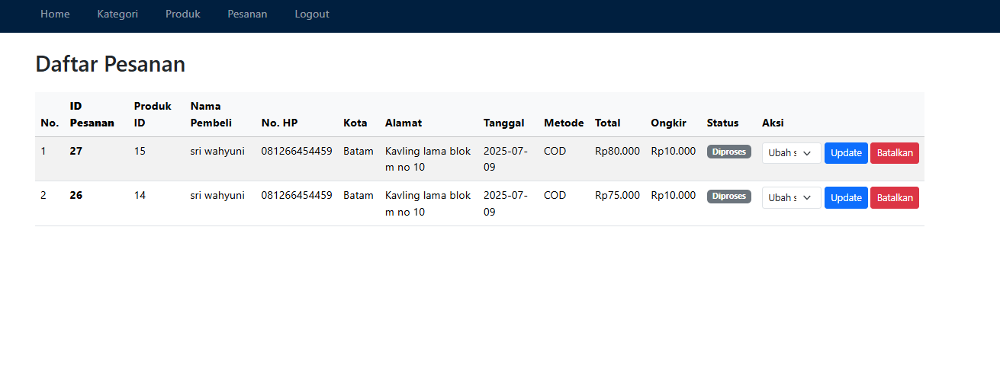 Home Kategori Produk Pesanan Logout
Daftar Pesanan
No. ID Pesanan Produk ID Nama Pembeli No. HP Kota Alamat Tanggal Metode Total Ongkir Status Aksi
1 27 15 sri wahyuni 081266454459 Batam Kavling lama blok 2025-07- COD Rp80.000 Rp10.000 Diproses Ubah s Update Batalkan
m no 10 09
2 26 14 sri wahyuni 081266454459 Batam Kavling lama blok 2025-07- COD Rp75.000 Rp10.000 Diproses Ubah s Update Batalkan
m no 10 09